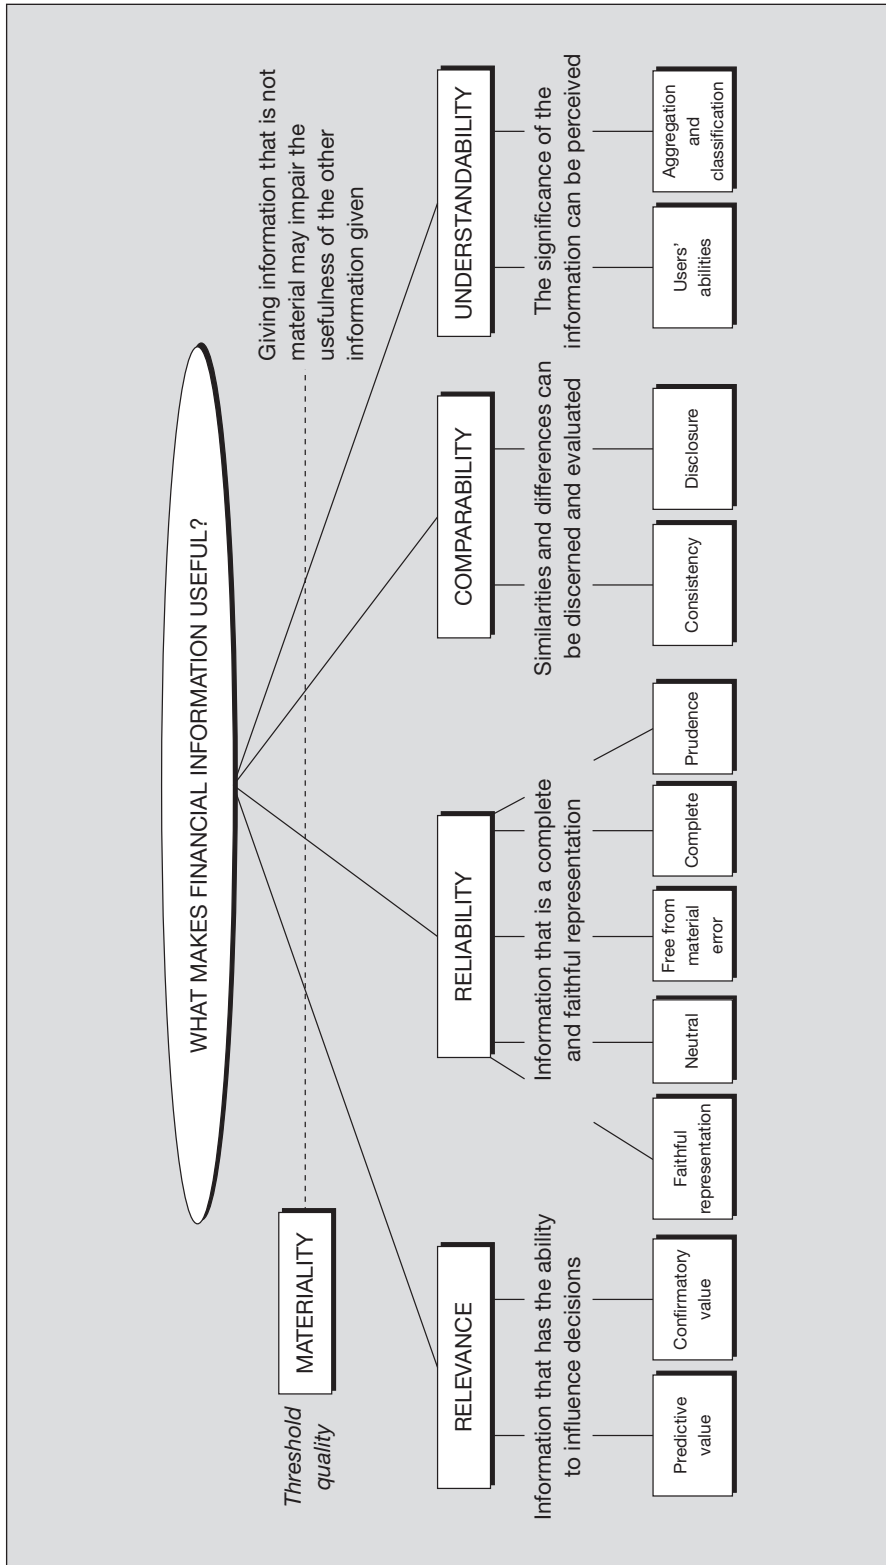 WHAT MAKES FINANCIAL INFORMATION USEFUL?
Threshold
quality
MATERIALITY
Giving information that is not
material may impair the
usefulness of the other
information given
RELEVANCE
Information that has the ability
to influence decisions
Predictive
value
Confirmatory
value
RELIABILITY
Information that is a complete
and faithful representation
Faithful
representation
Neutral
Free from
material
error
Complete
Prudence
COMPARABILITY
Similarities and differences can
be discerned and evaluated
Consistency
Disclosure
UNDERSTANDABILITY
The significance of the
information can be perceived
Users'
abilities
Aggregation
and
classification